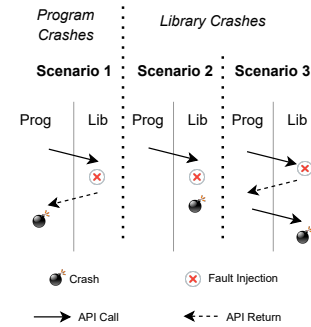 Program
Crashes
Library Crashes
Scenario 1
Scenario 2
Scenario 3
Prog
Lib
Prog
Lib
Prog
Lib
Crash
Fault Injection
API Call
API Return